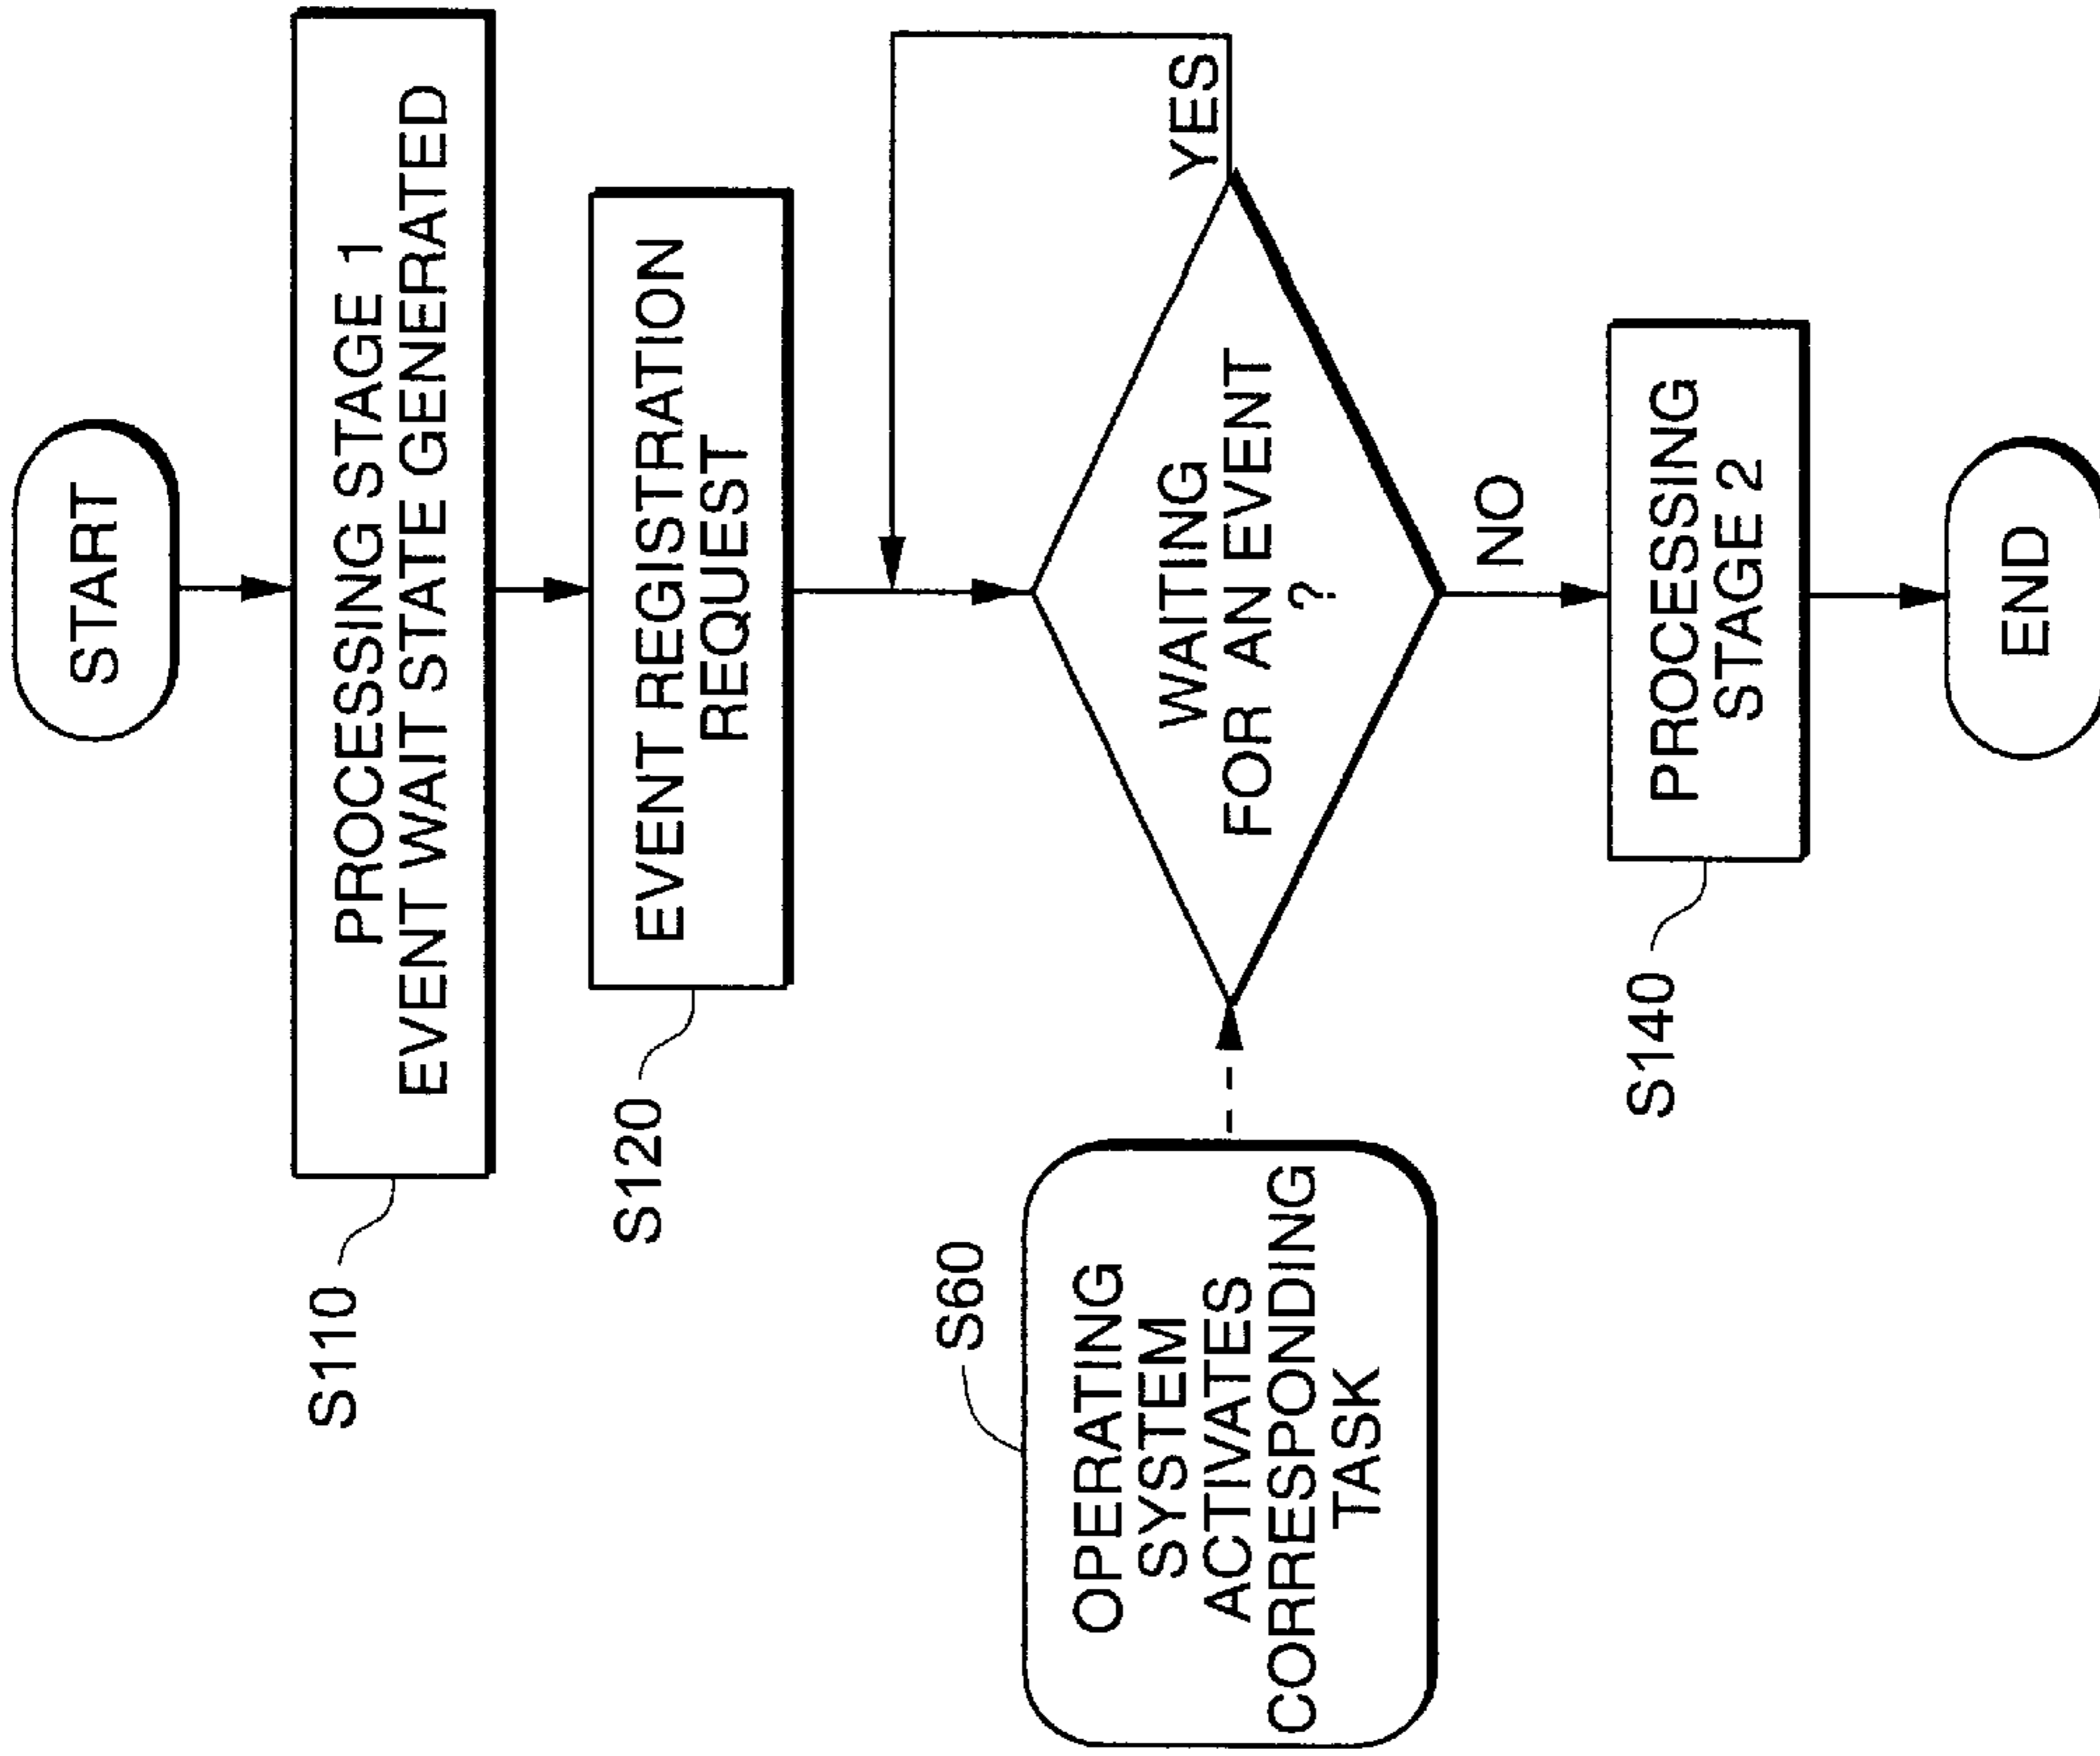 START
S110
PROCESSING STAGE 1
EVENT WAIT STATE GENERATED
S120
EVENT REGISTRATION
REQUEST
S60
OPERATING
SYSTEM
ACTIVATES
CORRESPONDING
TASK
WAITING
FOR AN EVENT
?
YES
NO
S140
PROCESSING
STAGE 2
END